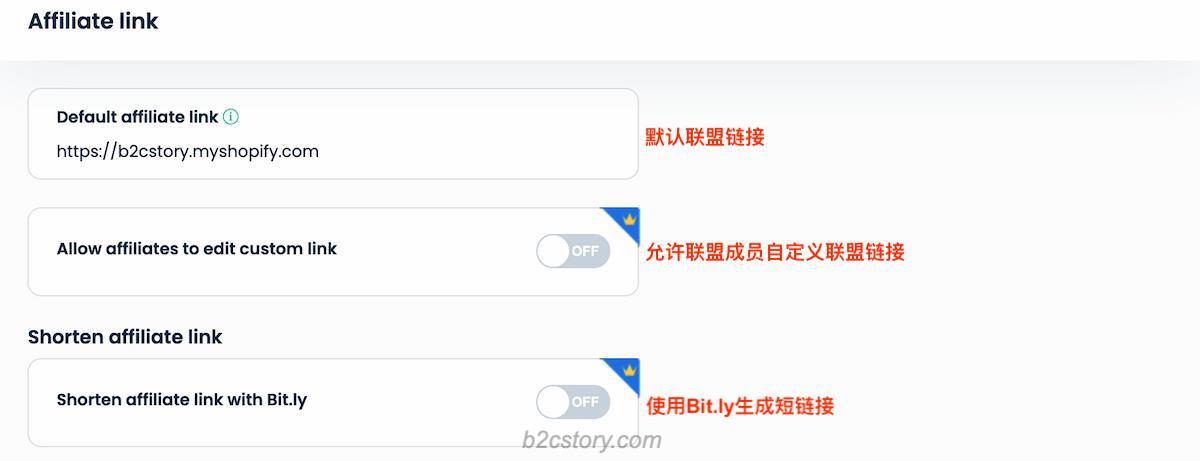 Affiliate link
Default affiliate link
https://b2cstory.myshopify.com
默认联盟链接
Allow affiliates to edit custom link
OFF
允许联盟成员自定义联盟链接
Shorten affiliate link
Shorten affiliate link with Bit.ly
OFF
使用Bit.ly生成短链接
b2cstory.com